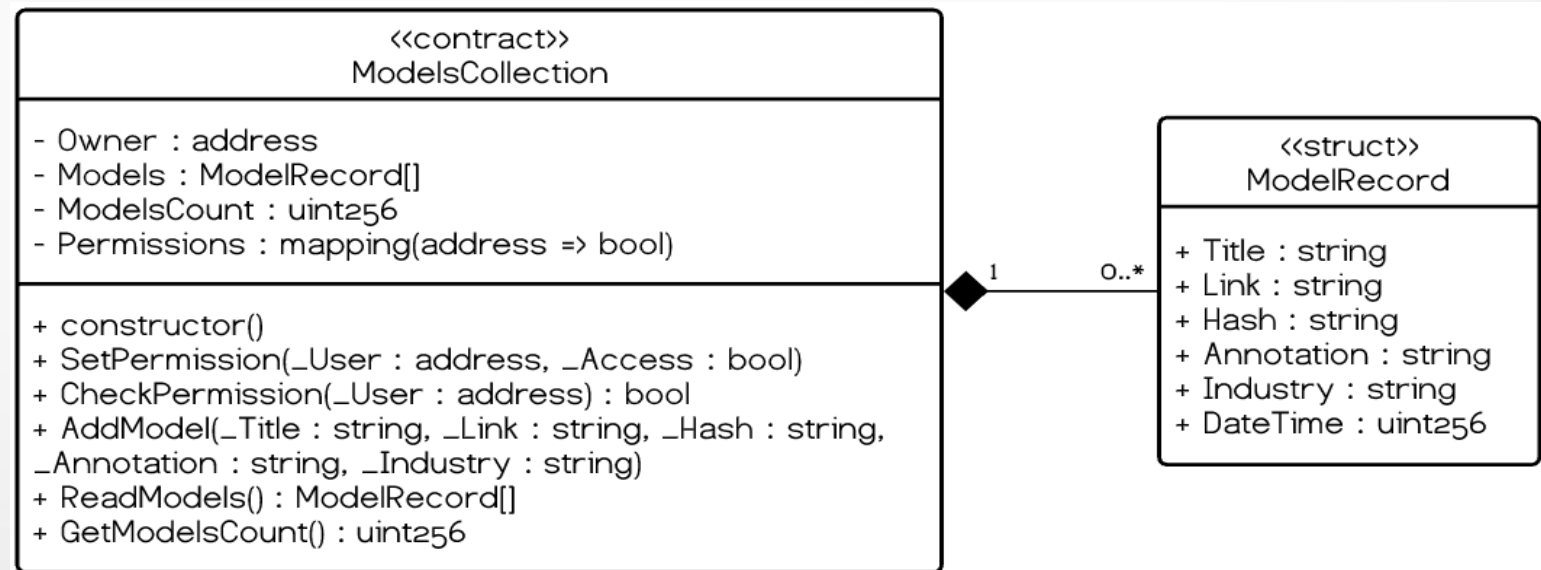 <<contract>>
ModelsCollection
- Owner : address
- Models : ModelRecord[]
- ModelsCount : uint256
- Permissions : mapping(address => bool)
+ constructor()
+ SetPermission(_User : address, _Access : bool)
+ CheckPermission(_User : address) : bool
+ AddModel(_Title : string, _Link : string, _Hash : string,
_Annotation : string, _Industry : string)
+ ReadModels() : ModelRecord[]
+ GetModelsCount() : uint256
1
0..*
<<struct>>
ModelRecord
+ Title : string
+ Link : string
+ Hash : string
+ Annotation : string
+ Industry : string
+ DateTime : uint256